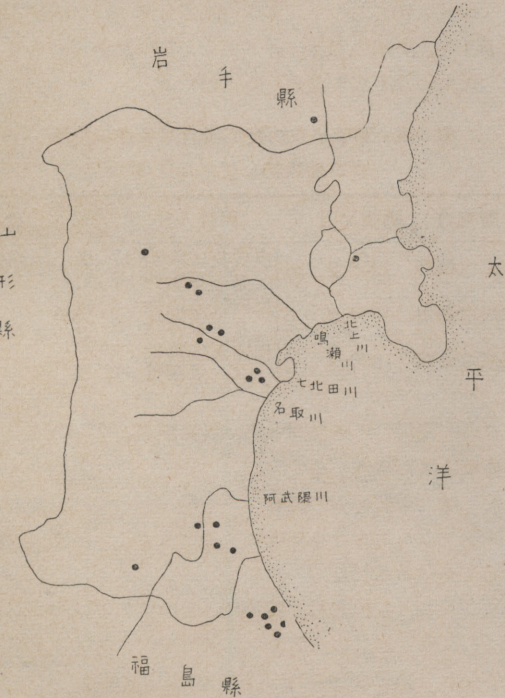 岩手縣
山形縣
太平洋
北上川
鳴瀬川
七北田川
名取川
阿武隈川
福島縣